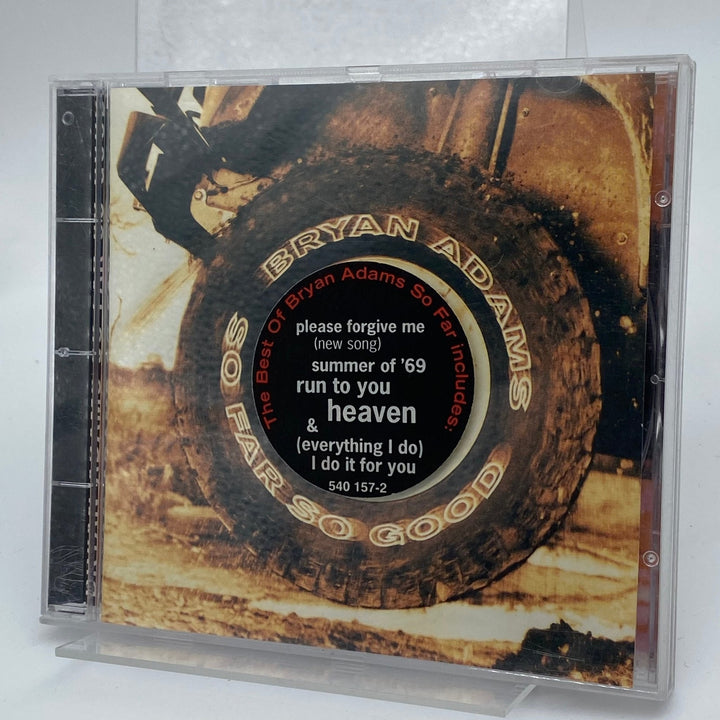 BRYAN ADAMS
SO FAR SO GOOD
The Best Of Bryan Adams So Far includes:
please forgive me
(new song)
summer of '69
run to you
heaven
&
(everything I do)
I do it for you
540 157-2